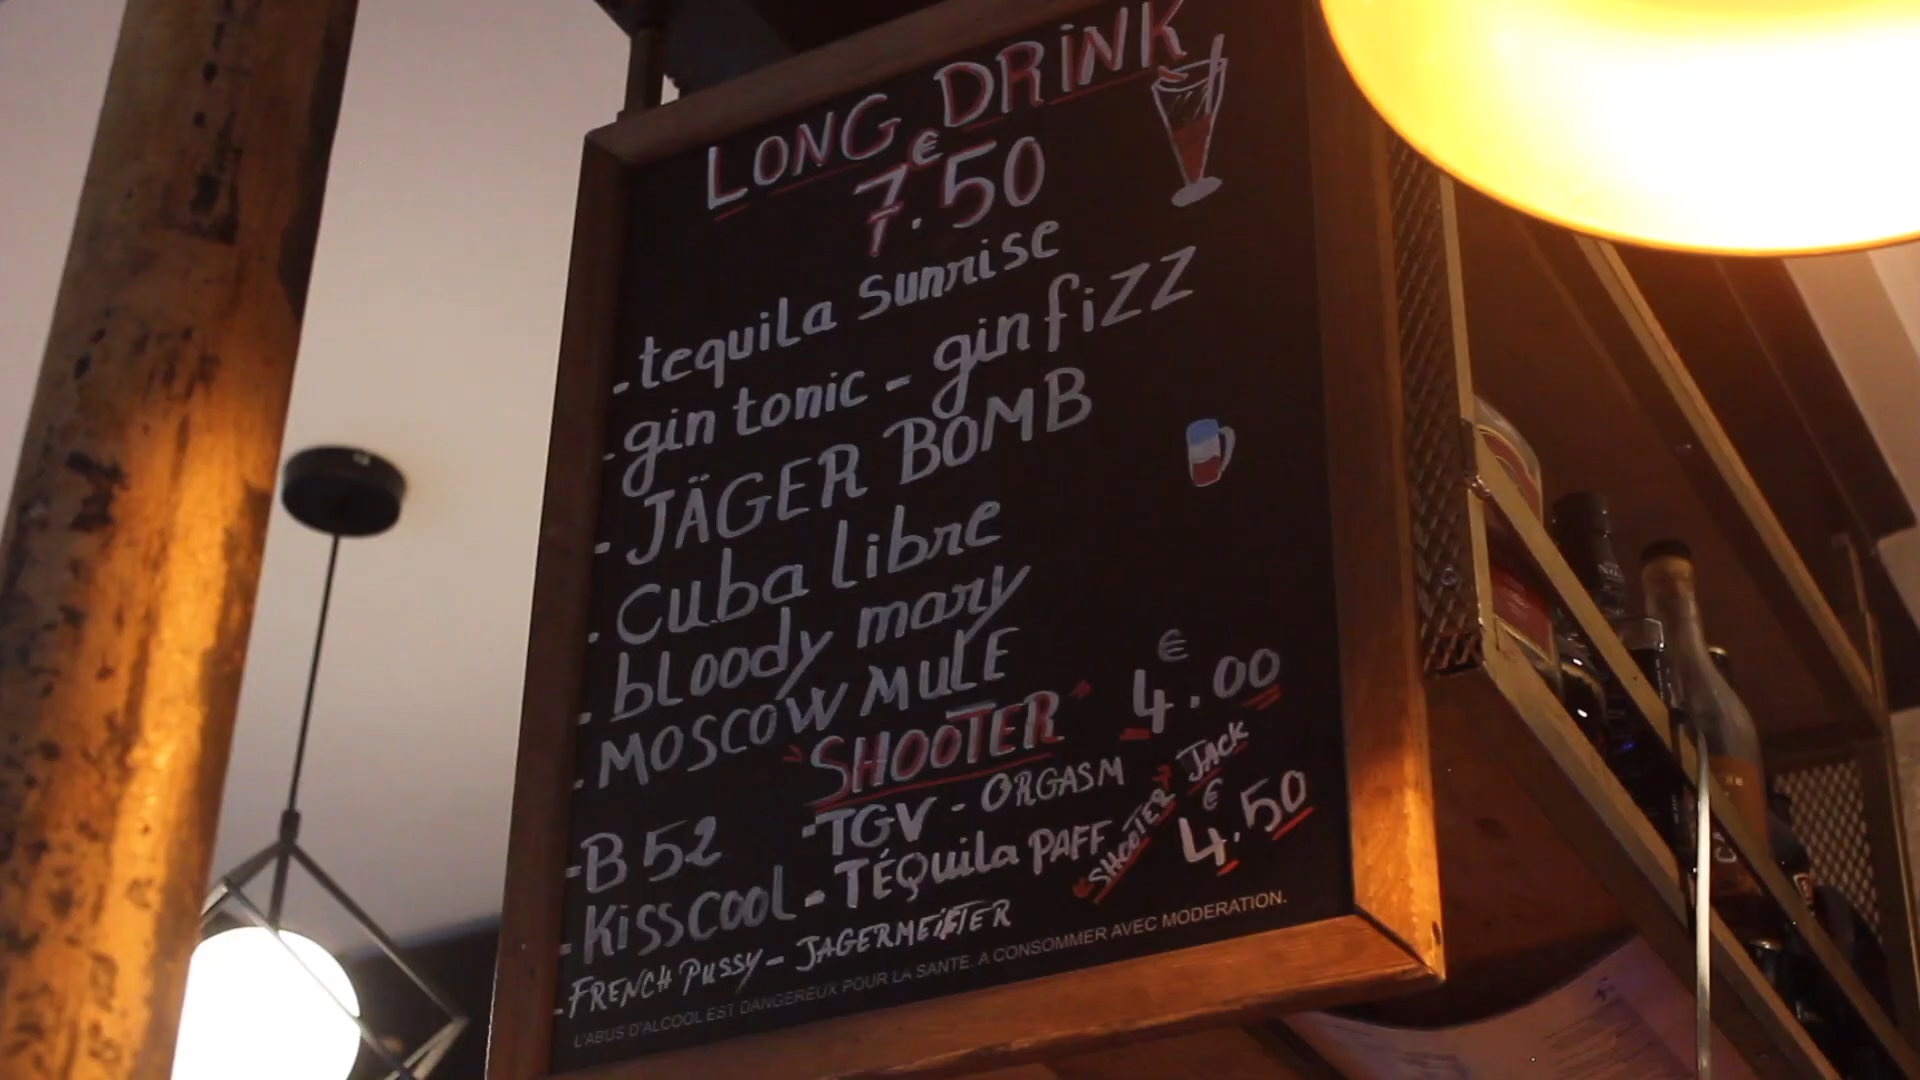 LONG DRINK
7.50€
.tequila sunrise
.gin tonic - gin fizz
- JÄGER BOMB
. Cuba libre
. bloody mary
. MOSCOW MULE
"SHOOTER" 4.00€
-B52 -TGV - ORGASM
- KissCOOL - TÉQuila PAFF
- FRENCH PUSSY - JAGERMEISTER
"SHOOTER" JACK
4.50€
L'ABUS D'ALCOOL EST DANGEREUX POUR LA SANTE. A CONSOMMER AVEC MODERATION.